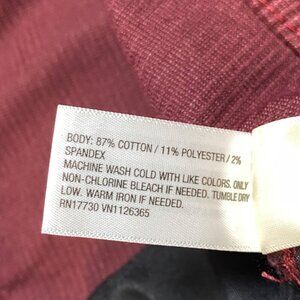 BODY: 87% COTTON / 11% POLYESTER / 2%
SPANDEX
MACHINE WASH COLD WITH LIKE COLORS. ONLY
NON-CHLORINE BLEACH IF NEEDED. TUMBLE DRY
LOW. WARM IRON IF NEEDED.
RN17730 VN1126365